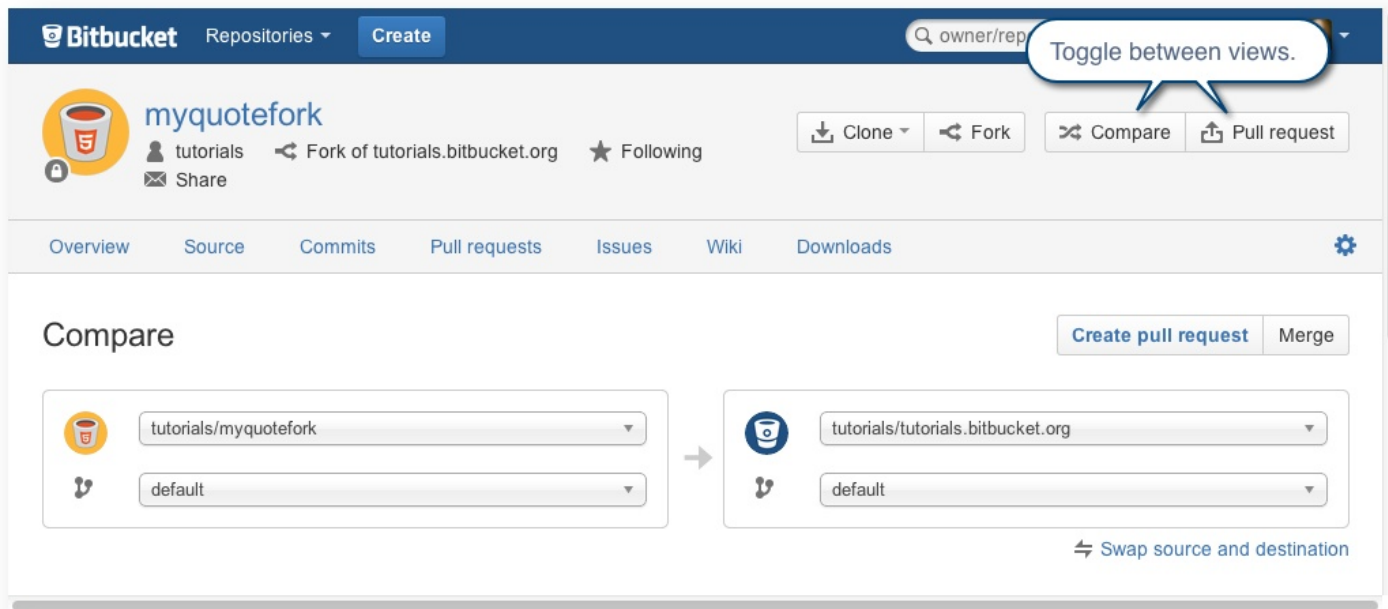 Bitbucket Repositories Create owner/rep
Toggle between views.
myquotefork
tutorials Fork of tutorials.bitbucket.org Following
Share
Clone Fork Compare Pull request
Overview Source Commits Pull requests Issues Wiki Downloads
Compare
Create pull request Merge
tutorials/myquotefork
default
tutorials/tutorials.bitbucket.org
default
Swap source and destination